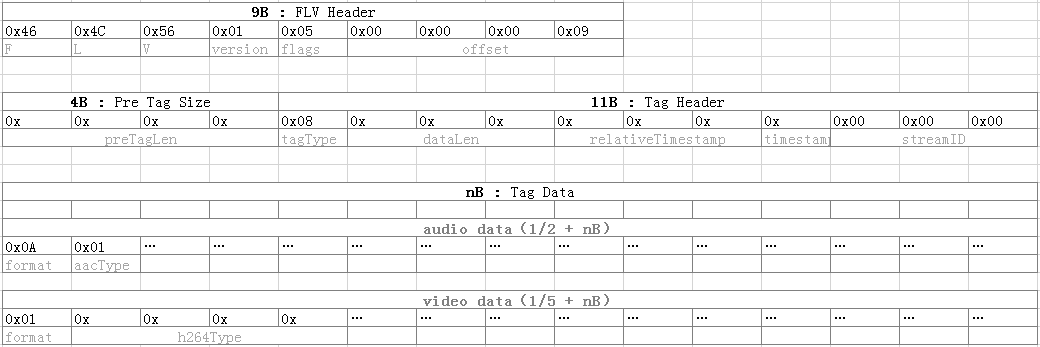 9B : FLV Header
0x46 0x4C 0x56 0x01 0x05 0x00 0x00 0x00 0x09
F L V version flags offset
4B : Pre Tag Size 11B : Tag Header
0x 0x 0x 0x 0x08 0x 0x 0x 0x 0x 0x 0x 0x00 0x00 0x00
preTagLen tagType dataLen relativeTimestamp timestamp streamID
nB : Tag Data
audio data (1/2 + nB)
0x0A 0x01 … … … … … … … … … … … … …
format aacType
video data (1/5 + nB)
0x01 0x 0x 0x 0x … … … … … … … … … …
format h264Type